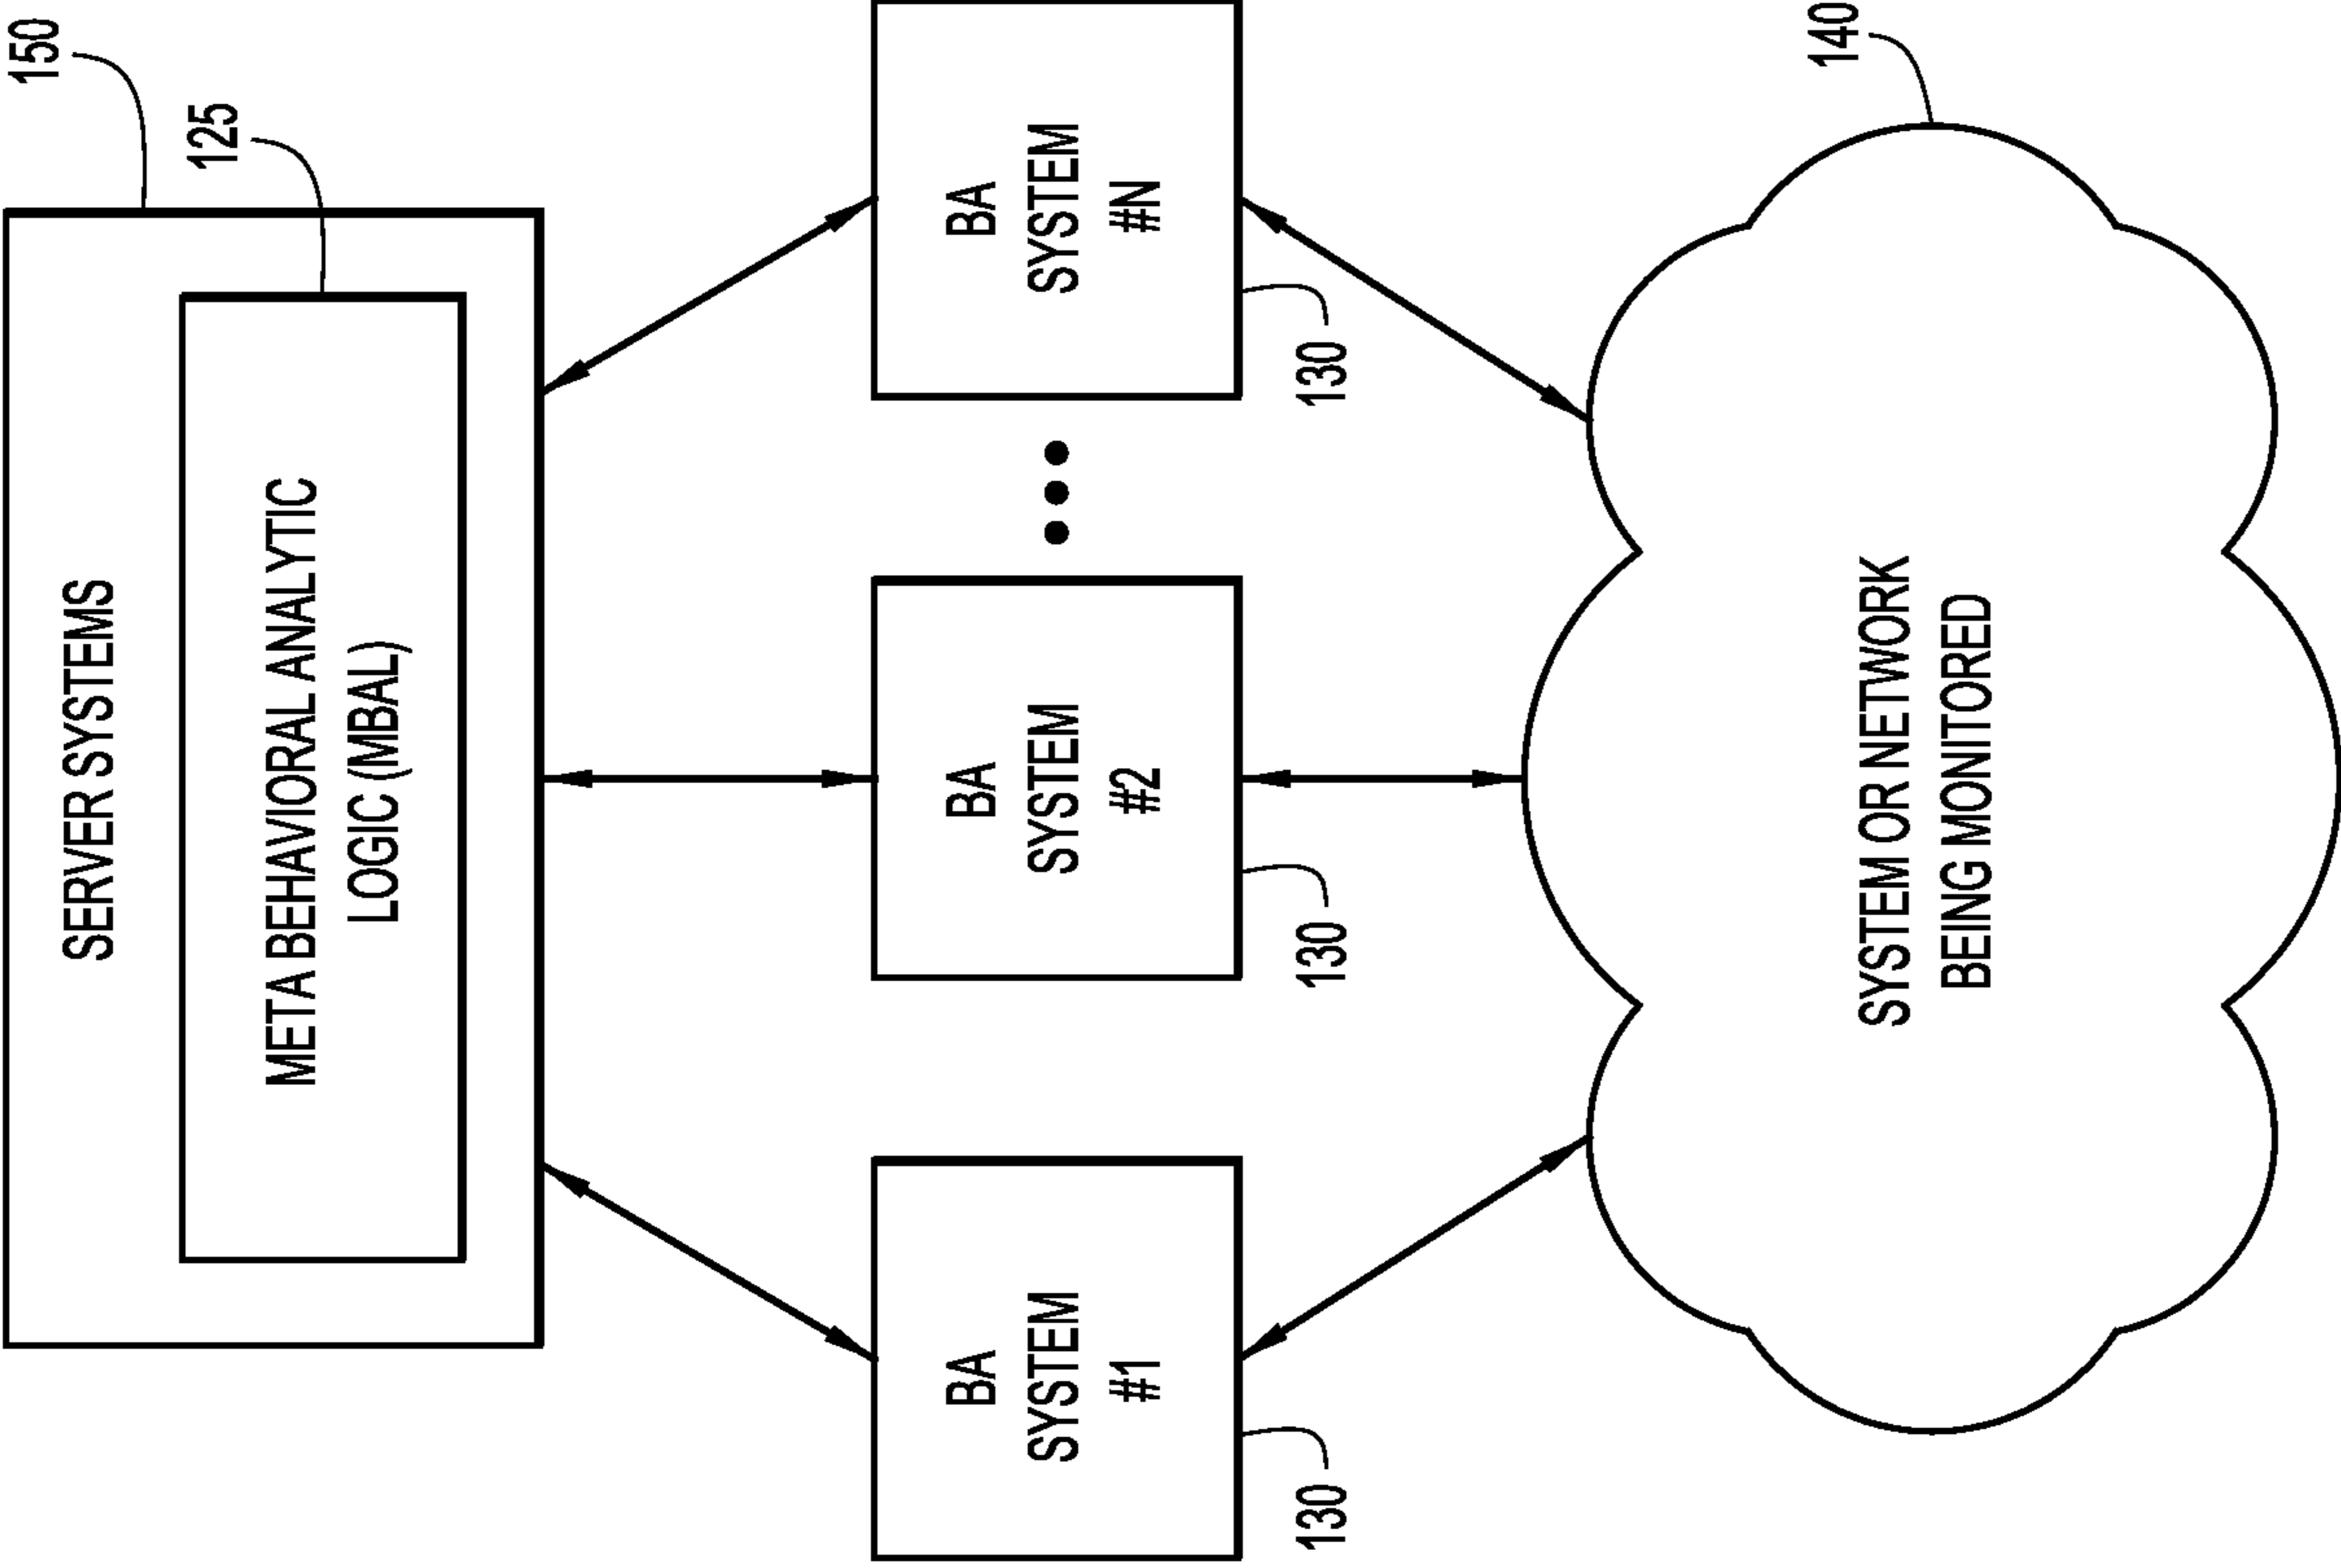 150
SERVER SYSTEMS
125
META BEHAVIORAL ANALYTIC
LOGIC (MBAL)
BA
SYSTEM
#1
130
BA
SYSTEM
#2
130
BA
SYSTEM
#N
130
140
SYSTEM OR NETWORK
BEING MONITORED